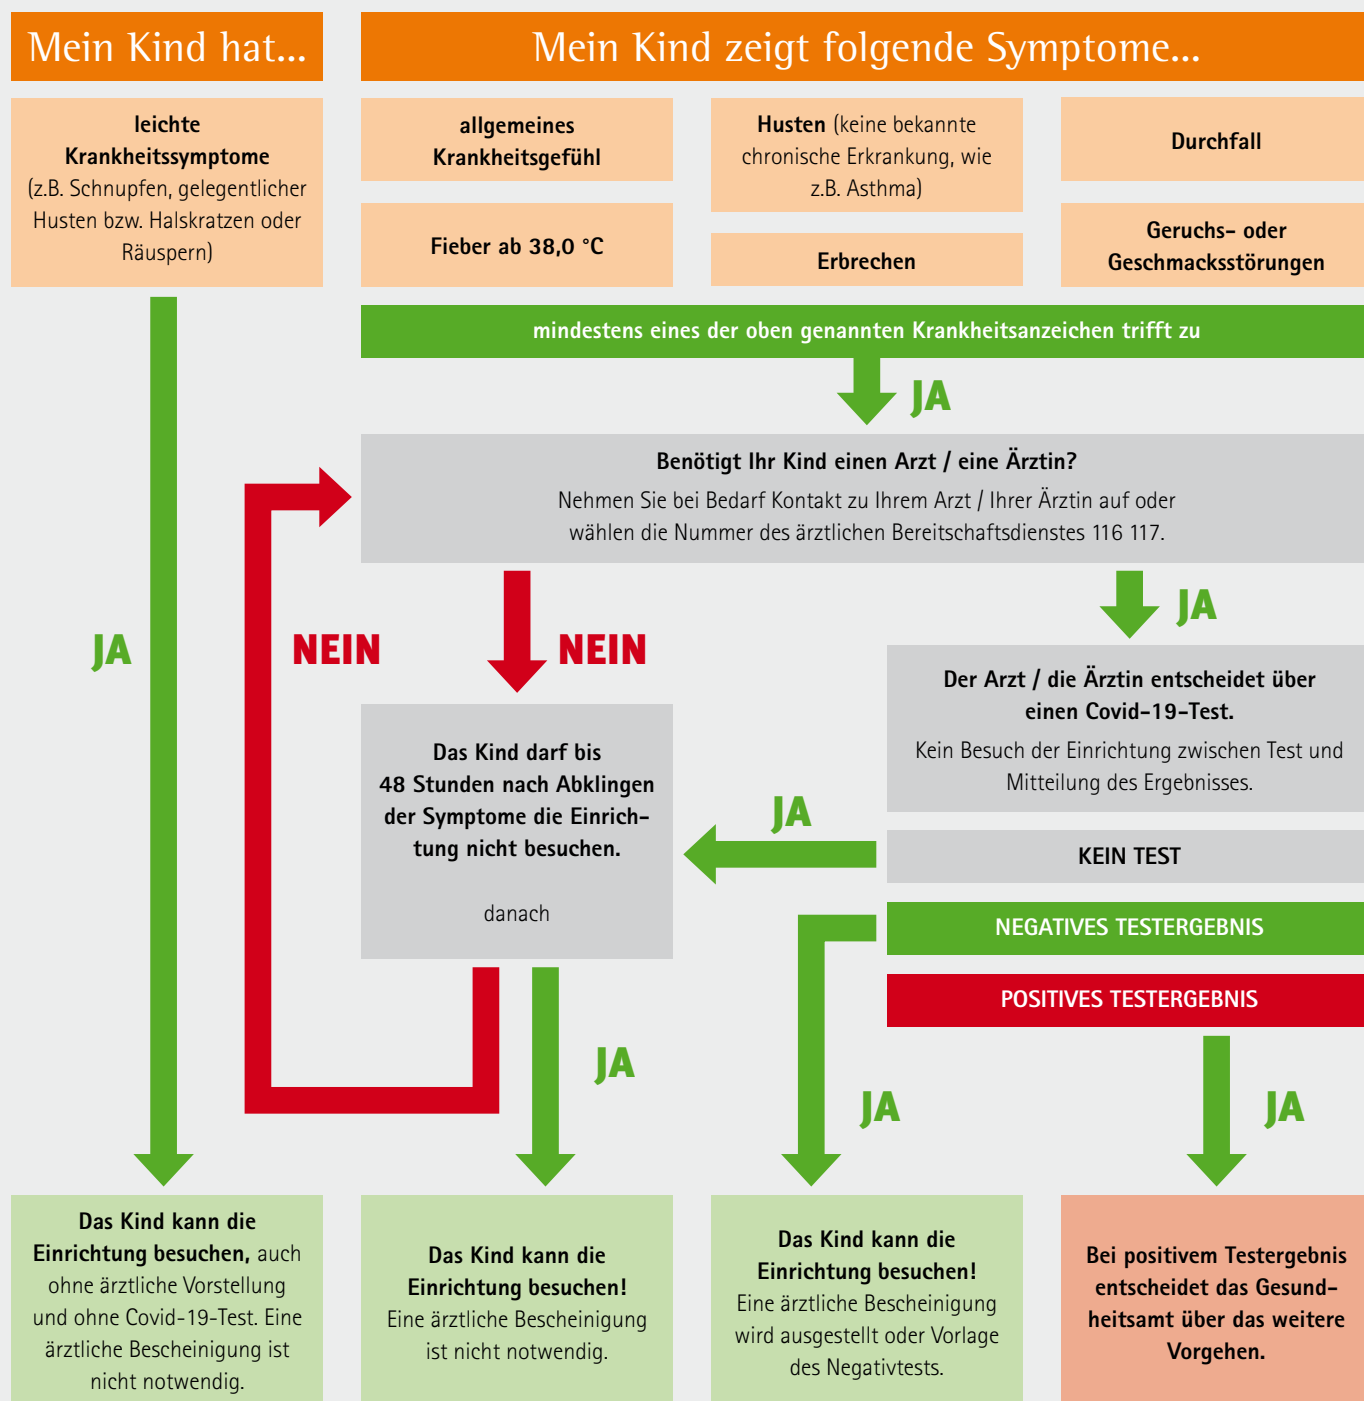 Mein Kind hat...
Mein Kind zeigt folgende Symptome...
leichte
Krankheitssymptome
(z.B. Schnupfen, gelegentlicher
Husten bzw. Halskratzen oder
Räuspern)
allgemeines
Krankheitsgefühl
Fieber ab 38,0 °C
Husten (keine bekannte
chronische Erkrankung, wie
z.B. Asthma)
Erbrechen
Durchfall
Geruchs- oder
Geschmacksstörungen
mindestens eines der oben genannten Krankheitsanzeichen trifft zu
JA
Benötigt Ihr Kind einen Arzt / eine Ärztin?
Nehmen Sie bei Bedarf Kontakt zu Ihrem Arzt / Ihrer Ärztin auf oder
wählen die Nummer des ärztlichen Bereitschaftsdienstes 116 117.
JA
NEIN
NEIN
JA
Das Kind darf bis
48 Stunden nach Abklingen
der Symptome die Einrich-
tung nicht besuchen.
danach
Der Arzt / die Ärztin entscheidet über
einen Covid-19-Test.
Kein Besuch der Einrichtung zwischen Test und
Mitteilung des Ergebnisses.
JA
KEIN TEST
NEGATIVES TESTERGEBNIS
POSITIVES TESTERGEBNIS
JA
JA
JA
Das Kind kann die
Einrichtung besuchen, auch
ohne ärztliche Vorstellung
und ohne Covid-19-Test. Eine
ärztliche Bescheinigung ist
nicht notwendig.
Das Kind kann die
Einrichtung besuchen!
Eine ärztliche Bescheinigung
ist nicht notwendig.
Das Kind kann die
Einrichtung besuchen!
Eine ärztliche Bescheinigung
wird ausgestellt oder Vorlage
des Negativtests.
Bei positivem Testergebnis
entscheidet das Gesund-
heitsamt über das weitere
Vorgehen.